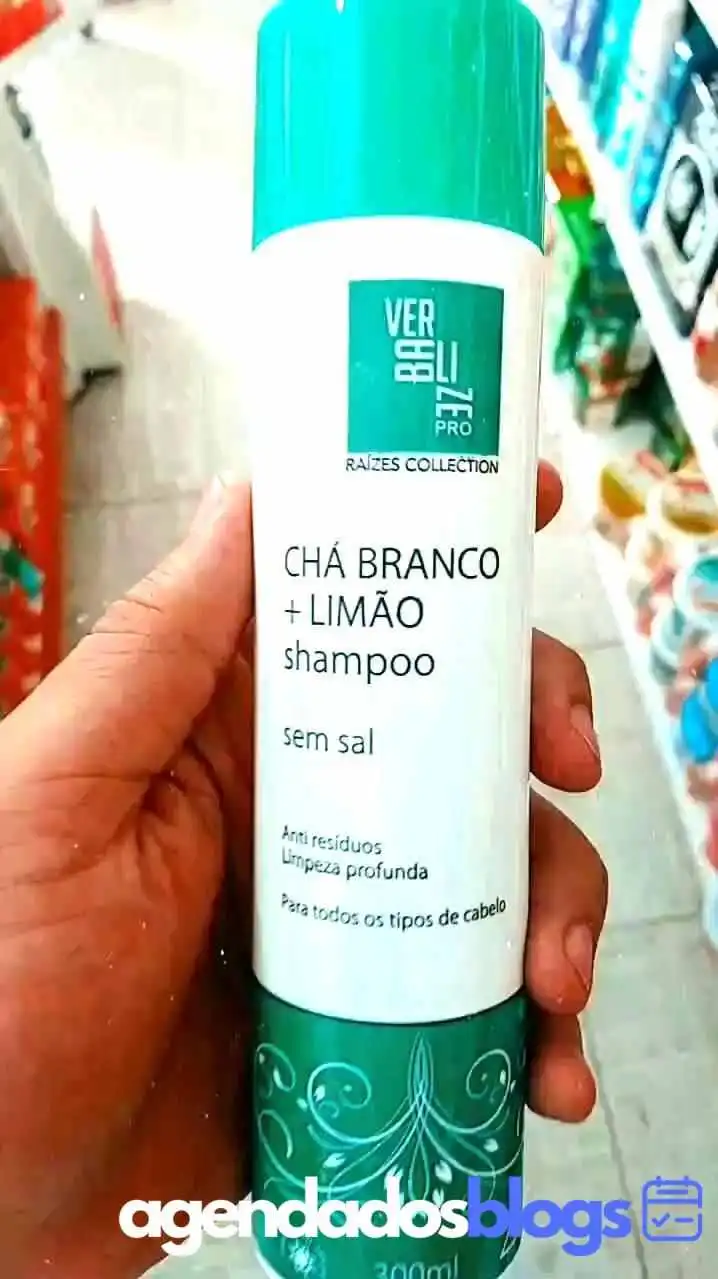 VER
BA LI
ZE
PRO
RAÍZES COLLECTION
CHÁ BRANCO
+ LIMÃO
shampoo
sem sal
Anti resíduos
Limpeza profunda
Para todos os tipos de cabelo
agendadosblogs
300ml